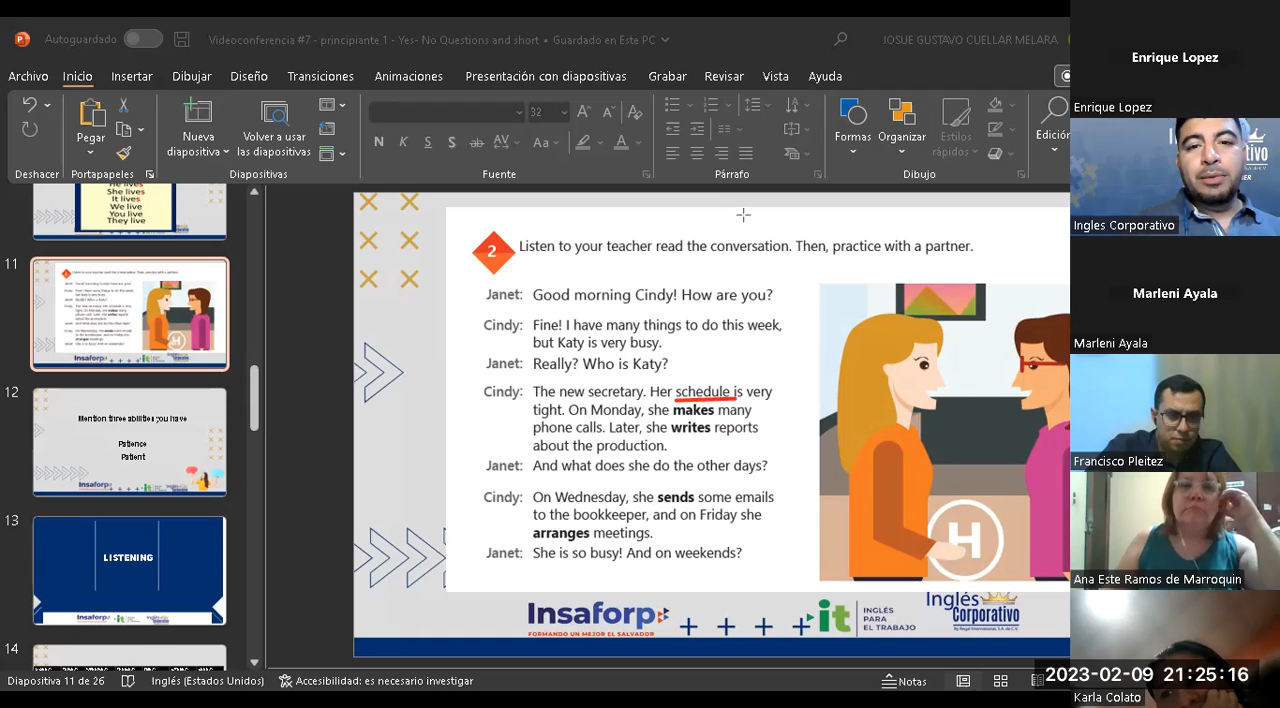 Autoguardado
Videoconferencia #7 - principiante 1 - Yes- No Questions and short • Guardado en Este PC
JOSUE GUSTAVO CUELLAR MELARA
Archivo Inicio Insertar Dibujar Diseño Transiciones Animaciones Presentación con diapositivas Grabar Revisar Vista Ayuda
Pegar
Nueva diapositiva
Volver a usar las diapositivas
32
N K S S ab AV Aa A
Formas
Organizar
Estilos rápidos
Edición
Deshacer Portapapeles Diapositivas Fuente Párrafo Dibujo
He lives
She lives
It lives
We live
You live
They live
11
12
Mention three abilities you have
Patience
Patient
13
LISTENING
14
2 Listen to your teacher read the conversation. Then, practice with a partner.
Janet: Good morning Cindy! How are you?
Cindy: Fine! I have many things to do this week,
but Katy is very busy.
Janet: Really? Who is Katy?
Cindy: The new secretary. Her schedule is very
tight. On Monday, she makes many
phone calls. Later, she writes reports
about the production.
Janet: And what does she do the other days?
Cindy: On Wednesday, she sends some emails
to the bookkeeper, and on Friday she
arranges meetings.
Janet: She is so busy! And on weekends?
H
Insaforp
FORMANDO UN MEJOR EL SALVADOR
it
INGLÉS
PARA
EL TRABAJO
Inglés
Corporativo
Diapositiva 11 de 26
Inglés (Estados Unidos)
Accesibilidad: es necesario investigar
Notas
Enrique Lopez
Enrique Lopez
Ingles Corporativo
Marleni Ayala
Marleni Ayala
Francisco Pleitez
Ana Este Ramos de Marroquin
2023-02-09 21:25:16
Karla Colato